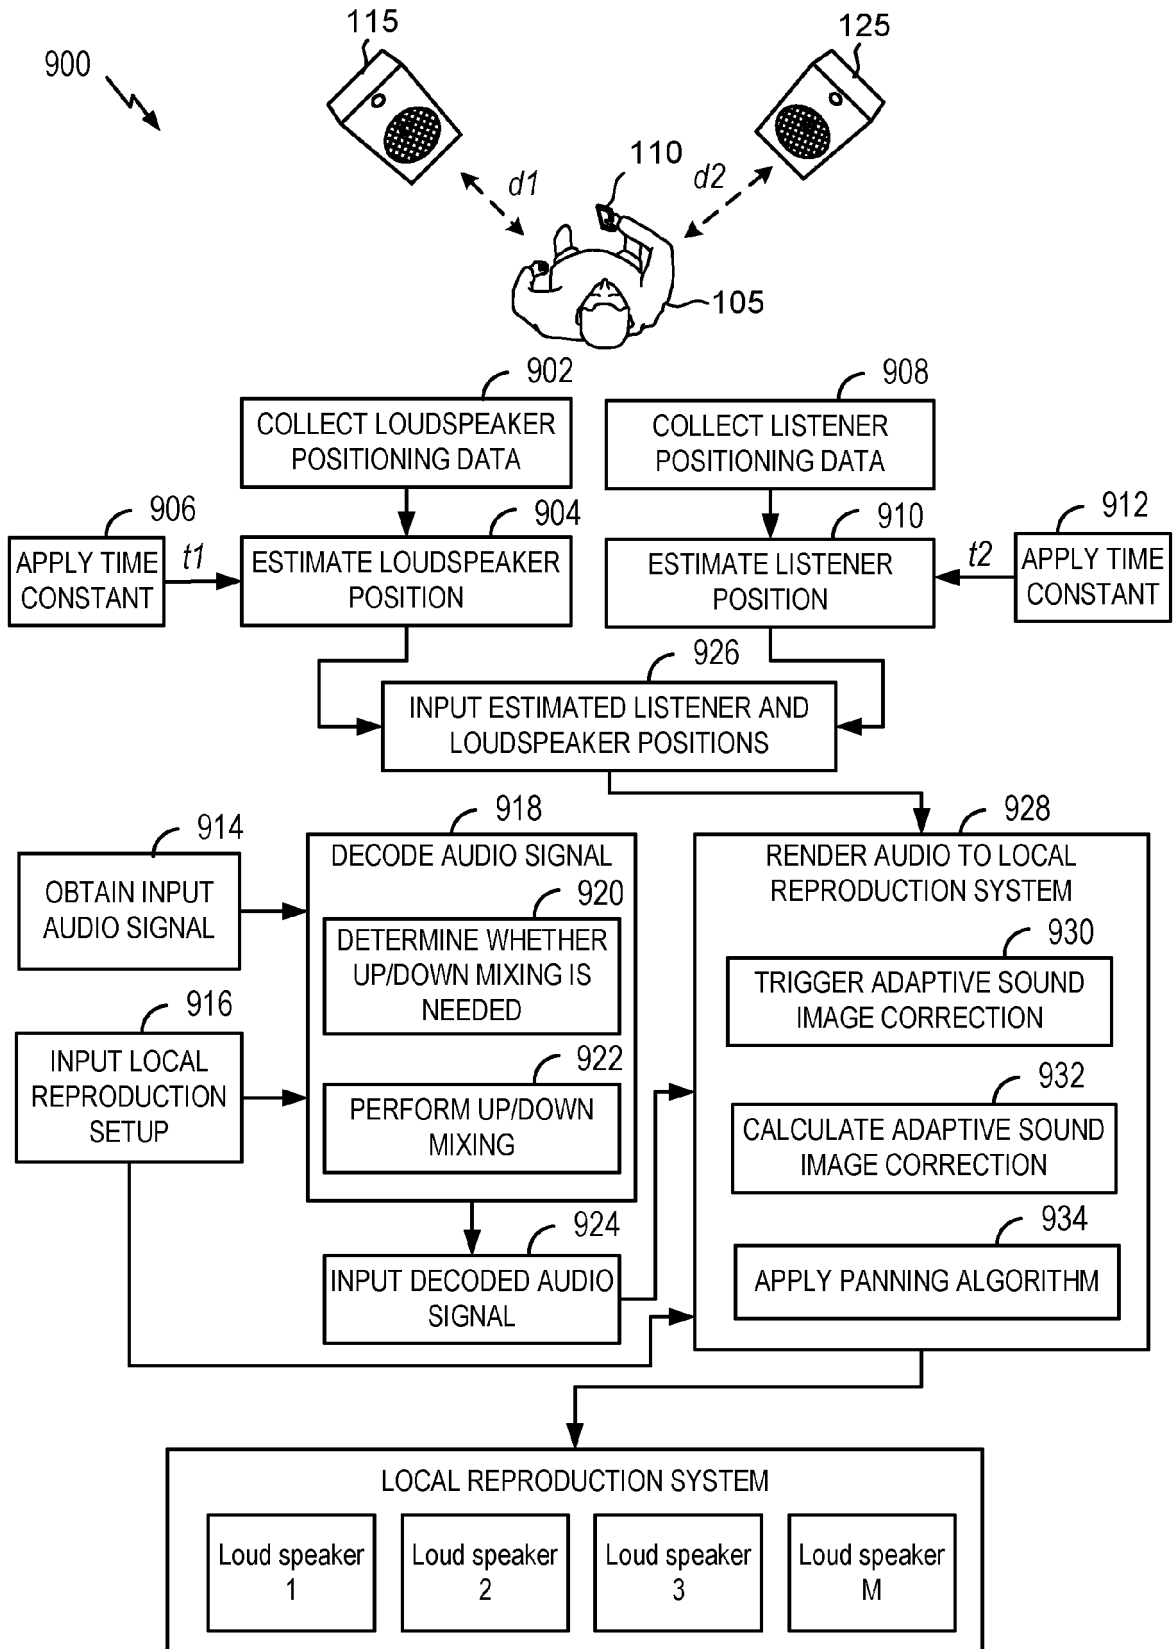 115
125
900
110
d1
d2
105
902
908
COLLECT LOUDSPEAKER
POSITIONING DATA
COLLECT LISTENER
POSITIONING DATA
906
904
910
912
APPLY TIME
CONSTANT
t1
ESTIMATE LOUDSPEAKER
POSITION
ESTIMATE LISTENER
POSITION
t2
APPLY TIME
CONSTANT
926
INPUT ESTIMATED LISTENER AND
LOUDSPEAKER POSITIONS
914
918
928
OBTAIN INPUT
AUDIO SIGNAL
DECODE AUDIO SIGNAL
920
DETERMINE WHETHER
UP/DOWN MIXING IS
NEEDED
RENDER AUDIO TO LOCAL
REPRODUCTION SYSTEM
930
TRIGGER ADAPTIVE SOUND
IMAGE CORRECTION
916
INPUT LOCAL
REPRODUCTION
SETUP
922
PERFORM UP/DOWN
MIXING
932
CALCULATE ADAPTIVE SOUND
IMAGE CORRECTION
924
INPUT DECODED AUDIO
SIGNAL
934
APPLY PANNING ALGORITHM
LOCAL REPRODUCTION SYSTEM
Loud speaker
1
Loud speaker
2
Loud speaker
3
Loud speaker
M